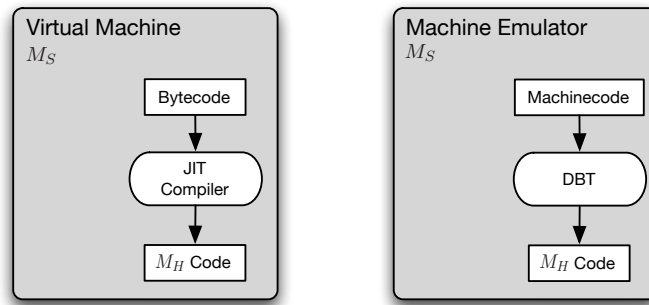 Virtual Machine
M_S
Bytecode
JIT
Compiler
M_H Code
Machine Emulator
M_S
Machinecode
DBT
M_H Code